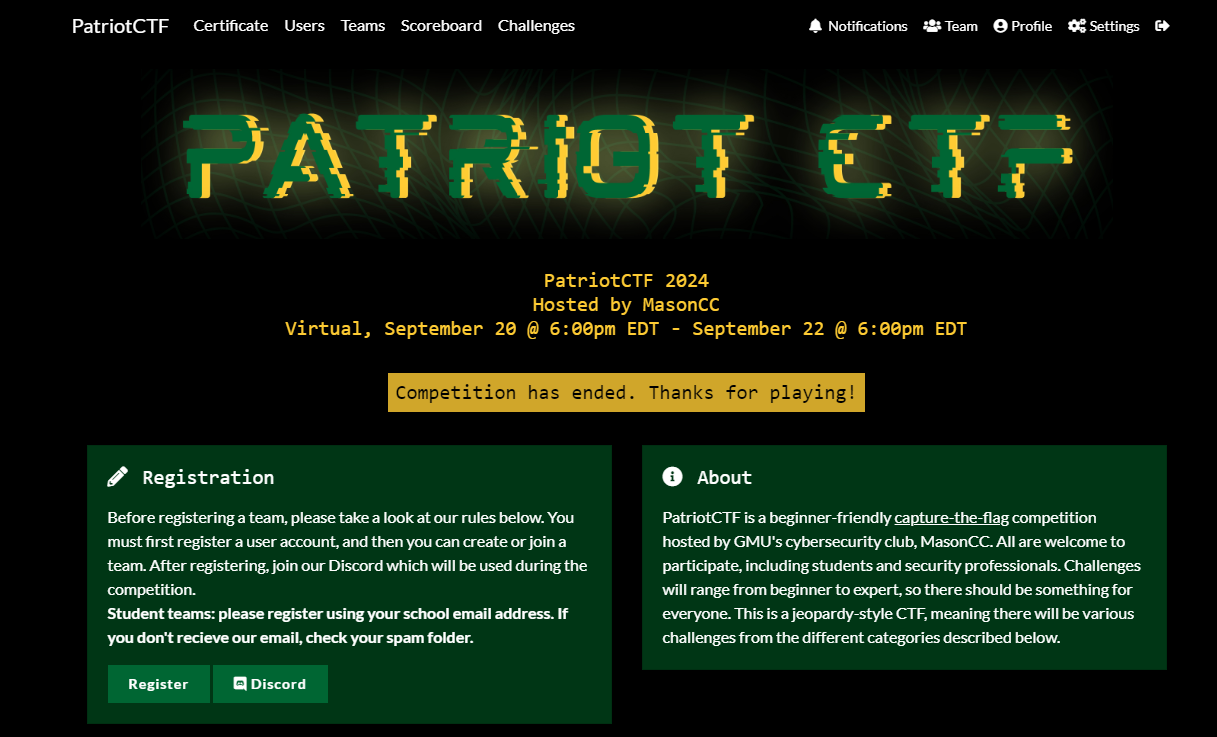 PatriotCTF Certificate Users Teams Scoreboard Challenges Notifications Team Profile Settings
PATRIOT CTF
PatriotCTF 2024
Hosted by MasonCC
Virtual, September 20 @ 6:00pm EDT - September 22 @ 6:00pm EDT
Competition has ended. Thanks for playing!
Registration
Before registering a team, please take a look at our rules below. You
must first register a user account, and then you can create or join a
team. After registering, join our Discord which will be used during the
competition.
Student teams: please register using your school email address. If
you don't recieve our email, check your spam folder.
Register Discord
About
PatriotCTF is a beginner-friendly capture-the-flag competition
hosted by GMU's cybersecurity club, MasonCC. All are welcome to
participate, including students and security professionals. Challenges
will range from beginner to expert, so there should be something for
everyone. This is a jeopardy-style CTF, meaning there will be various
challenges from the different categories described below.